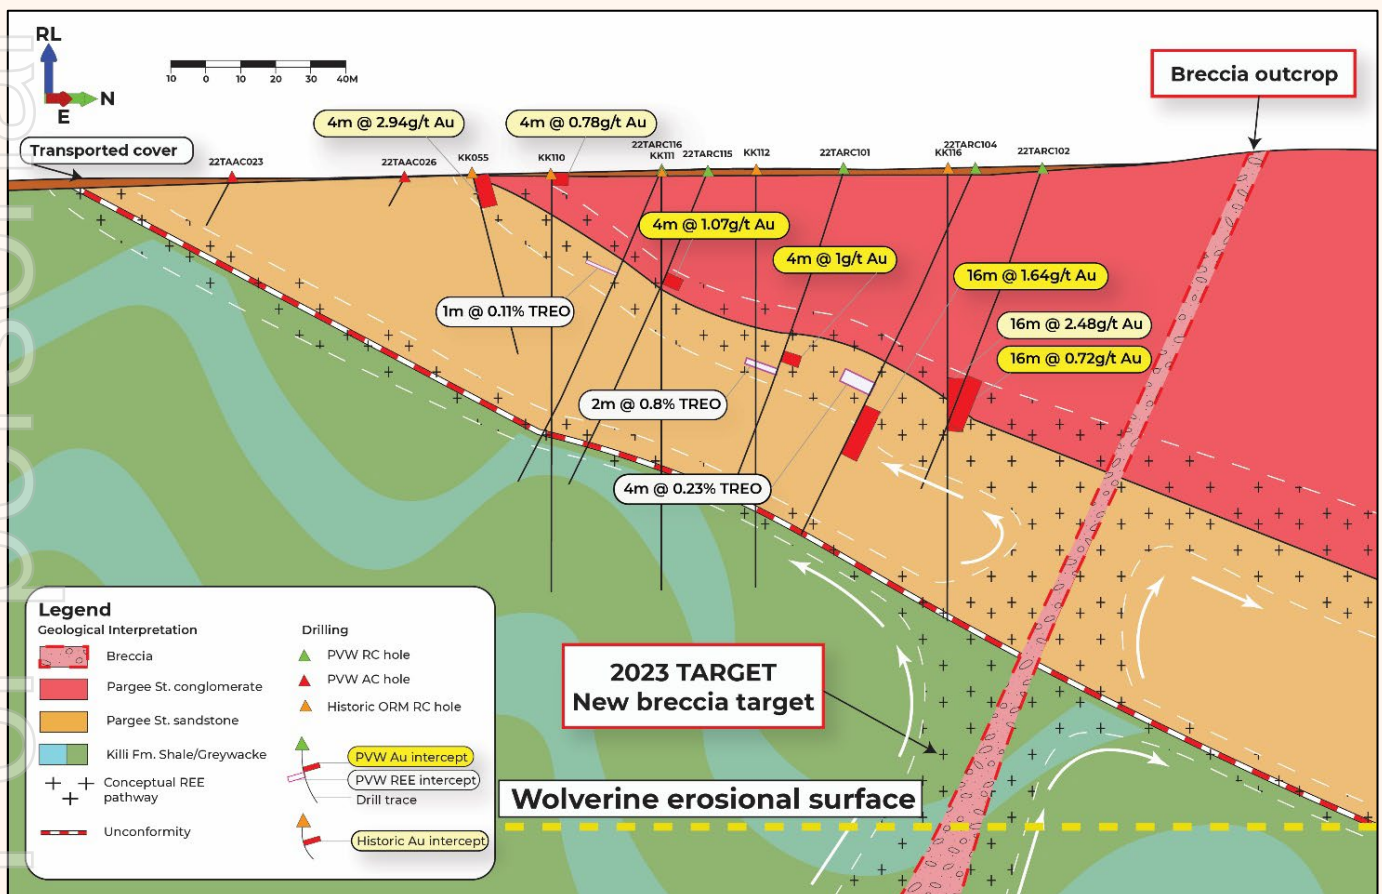 RL
N
E
10 0 10 20 30 40M
Breccia outcrop
Transported cover
4m @ 2.94g/t Au
4m @ 0.78g/t Au
22TAAC023
22TAAC026
KK055
KK110
22TARC116
KK111
22TARC115
KK112
22TARC101
22TARC104
KK116
22TARC102
4m @ 1.07g/t Au
4m @ 1g/t Au
16m @ 1.64g/t Au
1m @ 0.11% TREO
16m @ 2.48g/t Au
16m @ 0.72g/t Au
2m @ 0.8% TREO
4m @ 0.23% TREO
2023 TARGET
New breccia target
Wolverine erosional surface
Legend
Geological Interpretation
Breccia
Pargee St. conglomerate
Pargee St. sandstone
Killi Fm. Shale/Greywacke
Conceptual REE
pathway
Unconformity
Drilling
PVW RC hole
PVW AC hole
Historic ORM RC hole
PVW Au intercept
PVW REE intercept
Drill trace
Historic Au intercept